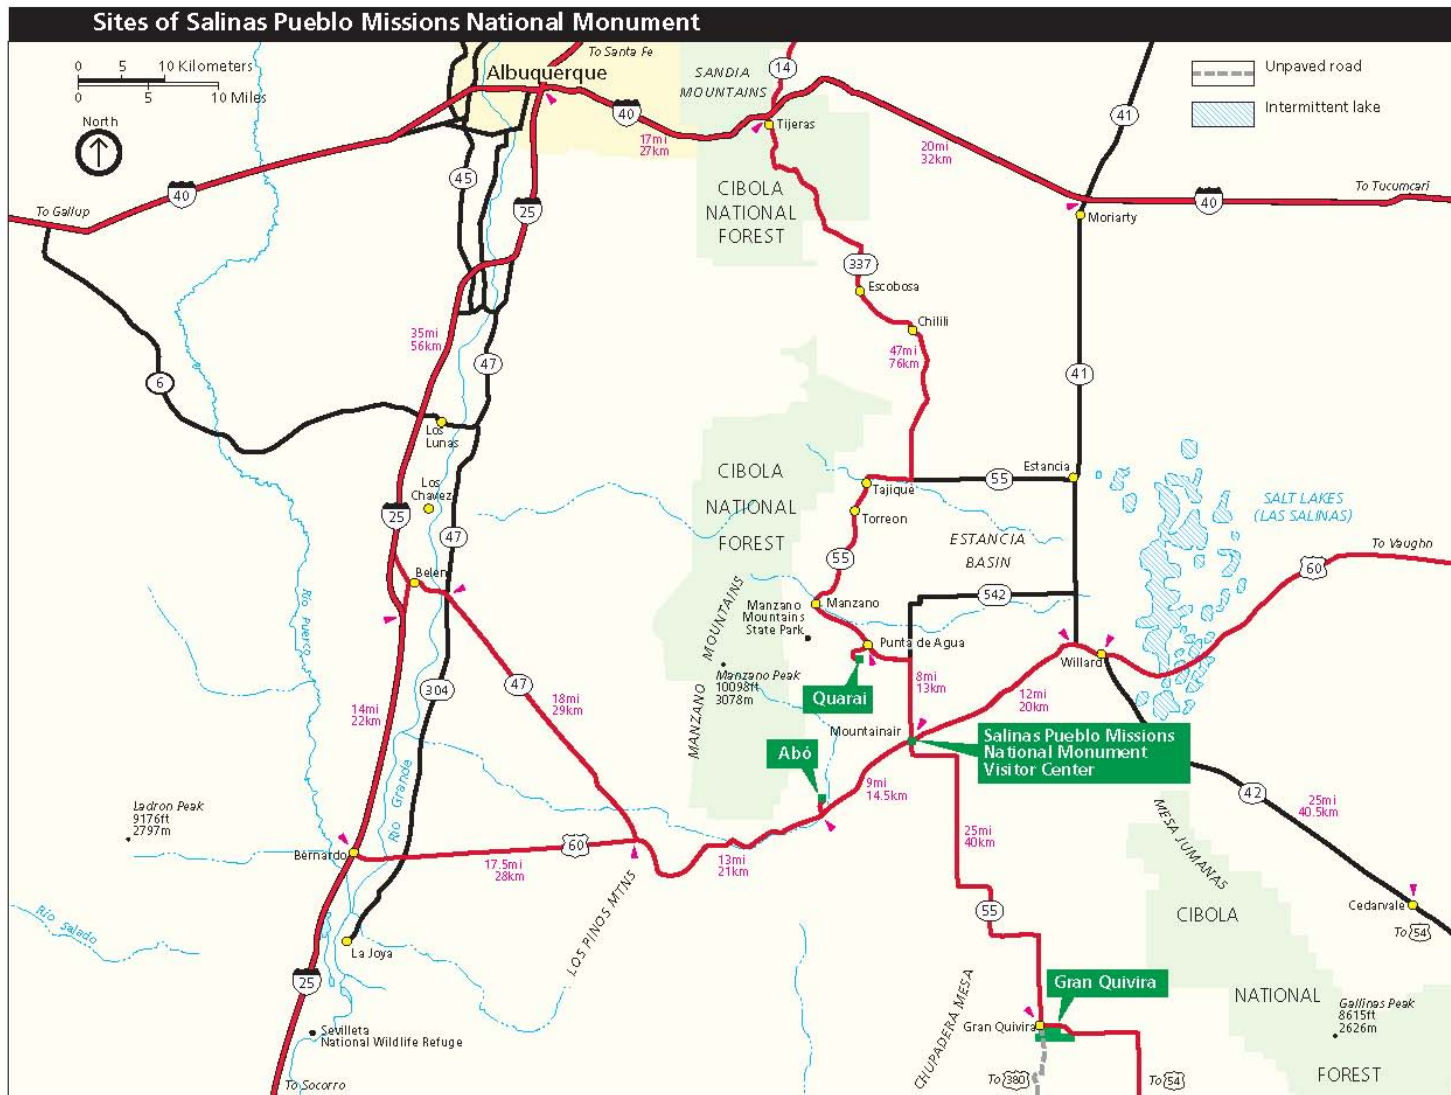 Sites of Salinas Pueblo Missions National Monument
0 5 10 Kilometers
0 5 10 Miles
North
Unpaved road
Intermittent lake
To Santa Fe
Albuquerque
SANDIA
MOUNTAINS
14
41
40
17mi
27km
Tijeras
20mi
32km
45
40
To Gallup
25
CIBOLA
NATIONAL
FOREST
To Tucumcari
40
Moriarty
337
Escobosa
Chilili
47mi
76km
35mi
56km
47
6
41
Los
Lunas
Los
Chavez
CIBOLA
NATIONAL
FOREST
Estancia
55
Tajique
Torreon
SALT LAKES
(LAS SALINAS)
25
47
ESTANCIA
BASIN
To Vaughn
60
55
Belen
Rio Puerco
MANZANO MOUNTAINS
Manzano
Mountains
State Park
Manzano
542
Punta de Agua
Willard
Manzano Peak
10098ft
3078m
Quarai
8mi
13km
12mi
20km
304
47
18mi
29km
14mi
22km
Mountainair
Salinas Pueblo Missions
National Monument
Visitor Center
Abó
9mi
14.5km
Rio Grande
42
25mi
40.5km
Ladron Peak
9176ft
2797m
Bernardo
60
17.5mi
28km
13mi
21km
25mi
40km
MESA JUMANAS
LOS PINOS MTNS
Rio Salado
La Joya
55
CIBOLA
NATIONAL
FOREST
Cedarvale
To 54
25
CHUPADERA MESA
Gran Quivira
Gran Quivira
Gallinas Peak
8615ft
2626m
Sevilleta
National Wildlife Refuge
To Socorro
To 380
To 54